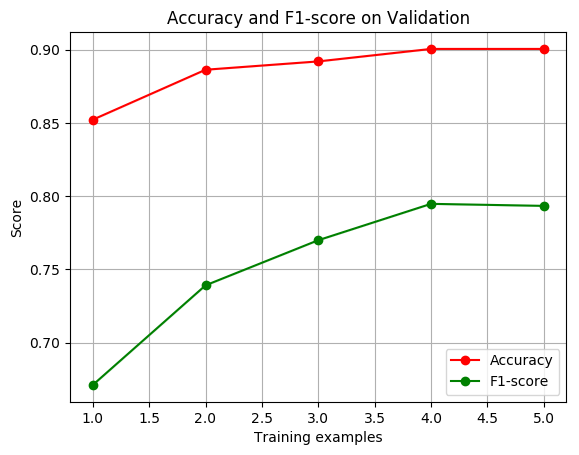 Accuracy and F1-score on Validation
0.90
0.85
0.80
0.75
0.70
Score
1.0 1.5 2.0 2.5 3.0 3.5 4.0 4.5 5.0
Training examples
Accuracy
F1-score